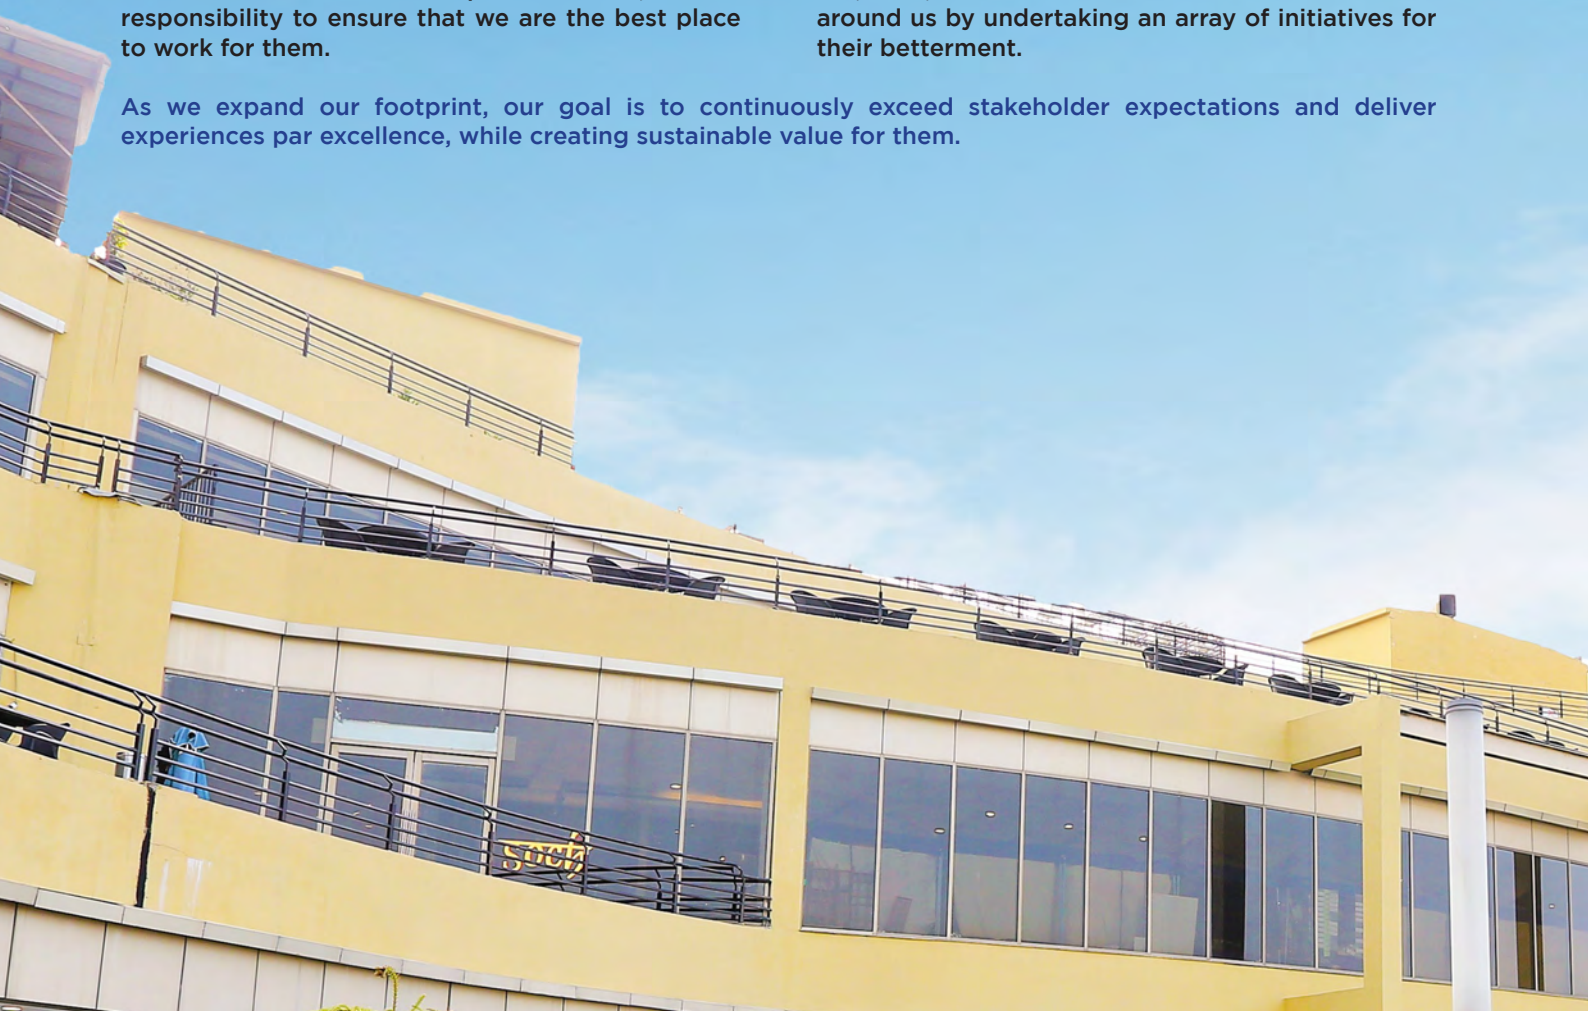 responsibility to ensure that we are the best place
to work for them.
around us by undertaking an array of initiatives for
their betterment.
As we expand our footprint, our goal is to continuously exceed stakeholder expectations and deliver
experiences par excellence, while creating sustainable value for them.